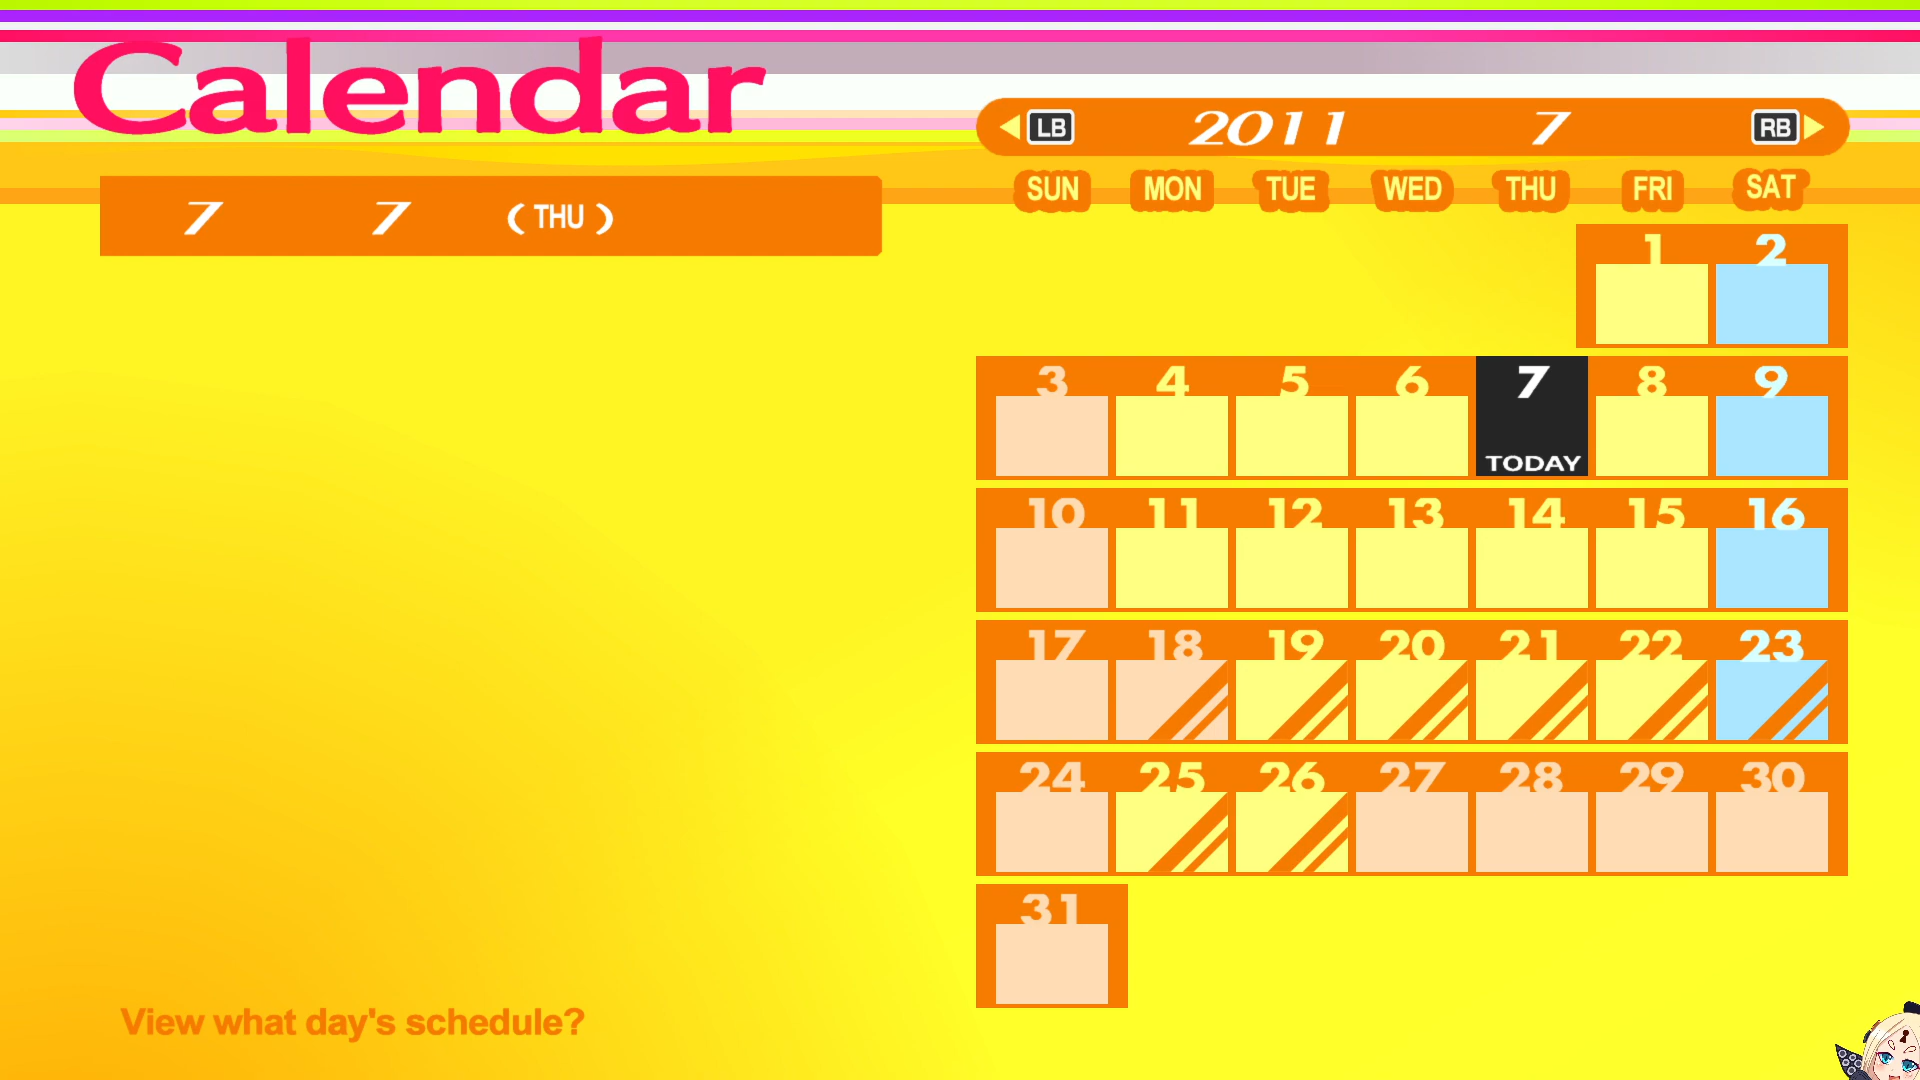 Calendar
LB 2011 7 RB
7 7 (THU)
SUN MON TUE WED THU FRI SAT
1 2
3 4 5 6 7 8 9
TODAY
10 11 12 13 14 15 16
17 18 19 20 21 22 23
24 25 26 27 28 29 30
31
View what day's schedule?